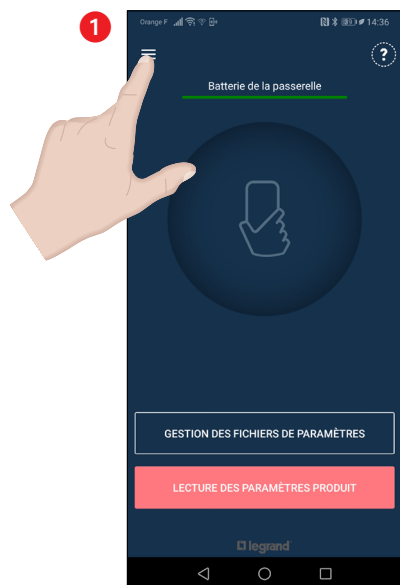 1
Orange F 14:36
?
Batterie de la passerelle
GESTION DES FICHIERS DE PARAMÈTRES
LECTURE DES PARAMÈTRES PRODUIT
legrand